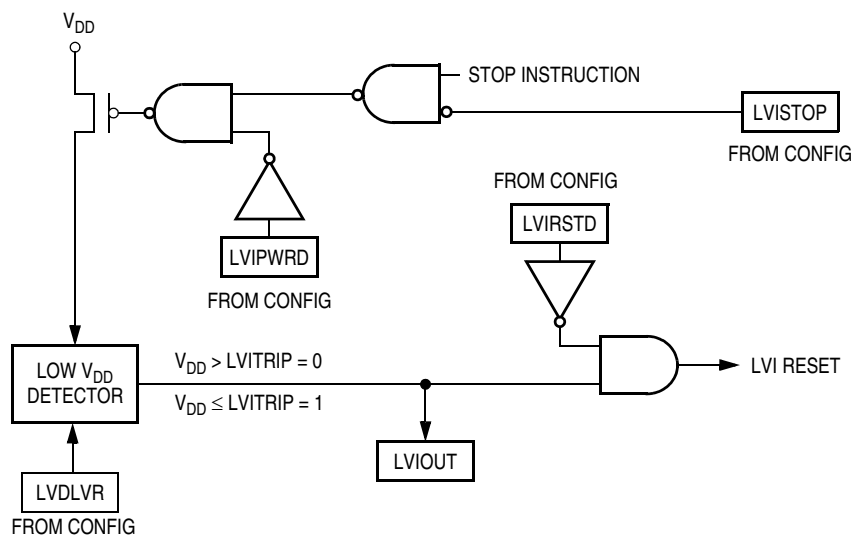 VDD
STOP INSTRUCTION
LVISTOP
FROM CONFIG
FROM CONFIG
LVIRSTD
LVIPWRD
FROM CONFIG
LOW VDD
DETECTOR
VDD > LVITRIP = 0
VDD ≤ LVITRIP = 1
LVI RESET
LVIOUT
LVDLVR
FROM CONFIG